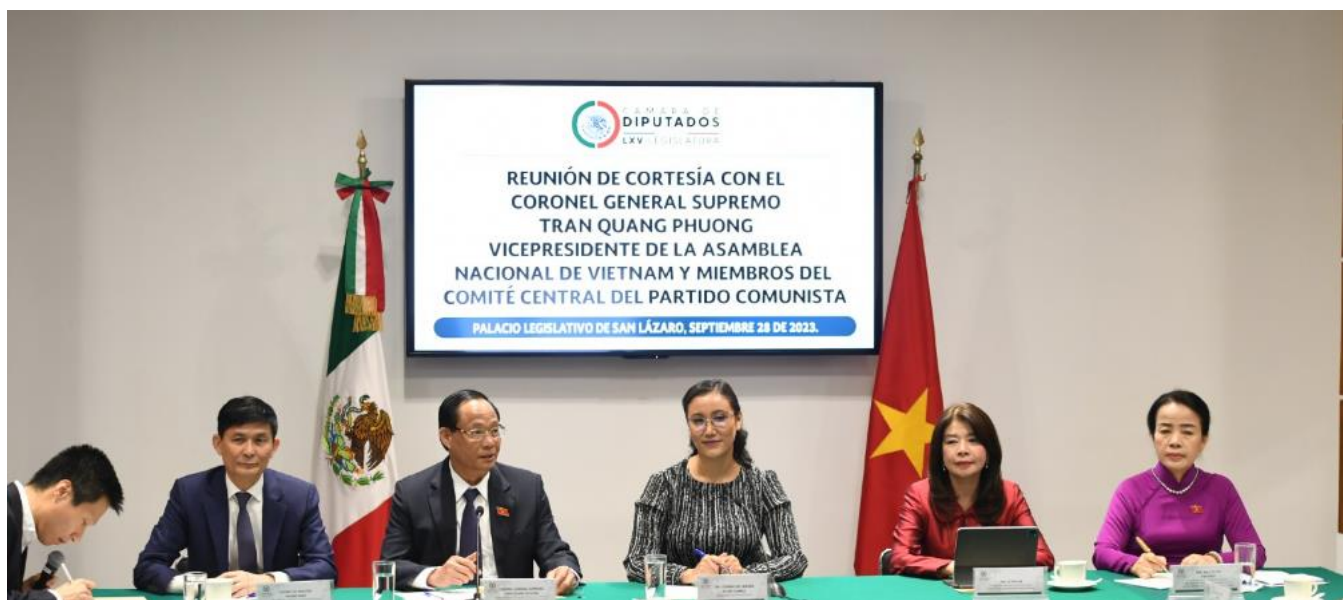 CÁMARA DE
DIPUTADOS
LXV LEGISLATURA
REUNIÓN DE CORTESÍA CON EL
CORONEL GENERAL SUPREMO
TRAN QUANG PHUONG
VICEPRESIDENTE DE LA ASAMBLEA
NACIONAL DE VIETNAM Y MIEMBROS DEL
COMITÉ CENTRAL DEL PARTIDO COMUNISTA
PALACIO LEGISLATIVO DE SAN LÁZARO, SEPTIEMBRE 28 DE 2023.